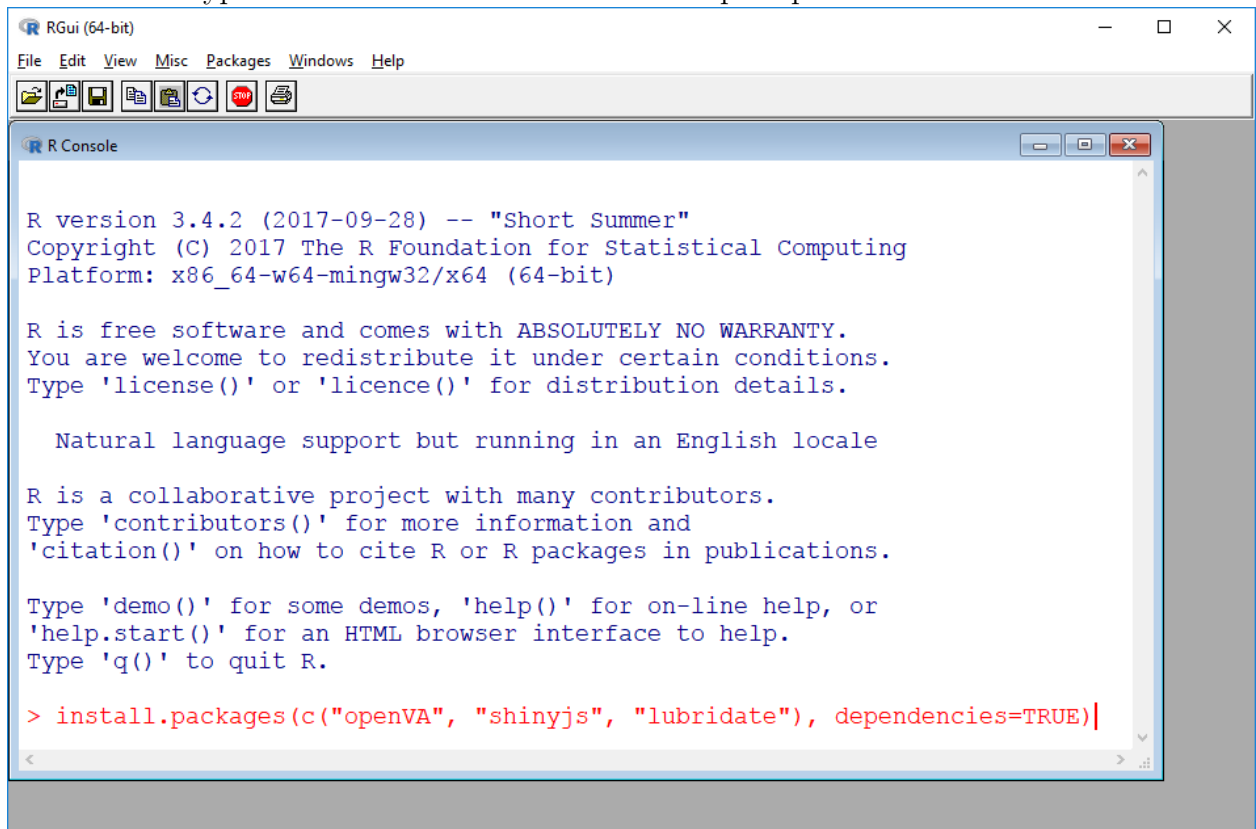 RGui (64-bit)
File Edit View Misc Packages Windows Help
STOP
R Console
R version 3.4.2 (2017-09-28) -- "Short Summer"
Copyright (C) 2017 The R Foundation for Statistical Computing
Platform: x86_64-w64-mingw32/x64 (64-bit)
R is free software and comes with ABSOLUTELY NO WARRANTY.
You are welcome to redistribute it under certain conditions.
Type 'license()' or 'licence()' for distribution details.
Natural language support but running in an English locale
R is a collaborative project with many contributors.
Type 'contributors()' for more information and
'citation()' on how to cite R or R packages in publications.
Type 'demo()' for some demos, 'help()' for on-line help, or
'help.start()' for an HTML browser interface to help.
Type 'q()' to quit R.
> install.packages(c("openVA", "shinyjs", "lubridate"), dependencies=TRUE)